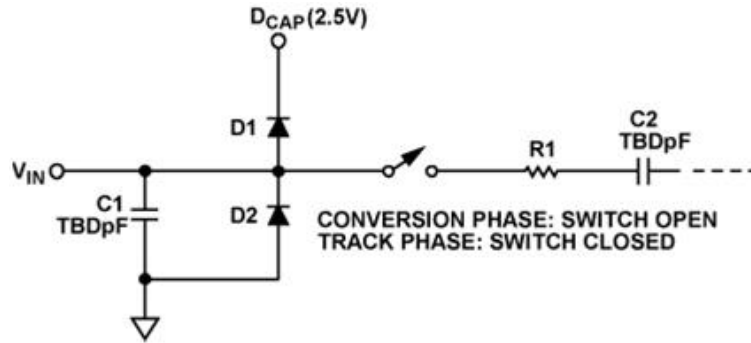 DCAP (2.5V)
D1
C2
TBDpF
R1
VIN
C1
TBDpF
D2
CONVERSION PHASE: SWITCH OPEN
TRACK PHASE: SWITCH CLOSED